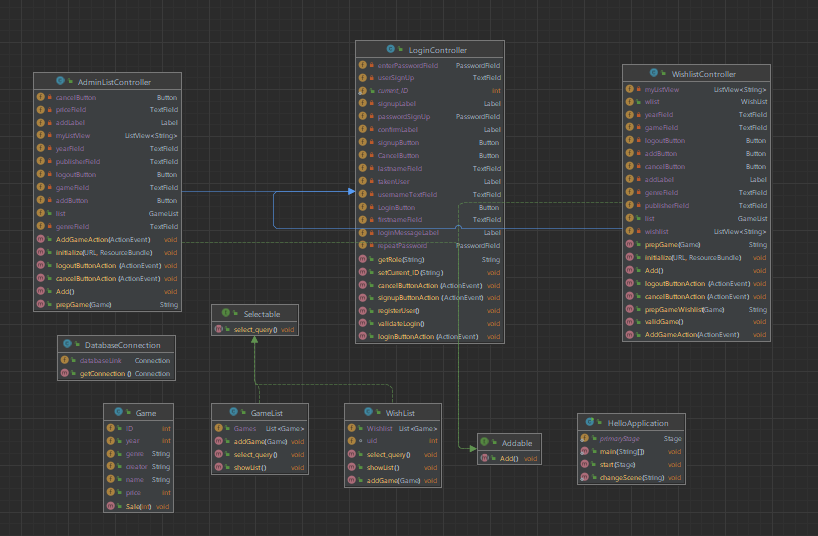 LoginController
enterPasswordField PasswordField
userSignUp TextField
current_ID int
signupLabel Label
passwordSignUp PasswordField
confirmLabel Label
signupButton Button
CancelButton Button
lastnameField TextField
takenUser Label
usernameTextField TextField
LoginButton Button
firstnameField TextField
loginMessageLabel Label
repeatPassword PasswordField
getRole(String) String
setCurrent_ID(String) void
cancelButtonAction (ActionEvent) void
signupButtonAction (ActionEvent) void
registerUser() void
validateLogin() void
loginButtonAction(ActionEvent) void
AdminListController
cancelButton Button
priceField TextField
addLabel Label
myListView ListView<String>
yearField TextField
publisherField TextField
logoutButton Button
gameField TextField
addButton Button
list GameList
genreField TextField
AddGameAction(ActionEvent) void
initialize(URL, ResourceBundle) void
logoutButtonAction (ActionEvent) void
cancelButtonAction (ActionEvent) void
Add() void
prepGame(Game) String
WishlistController
myListView ListView<String>
wlist WishList
yearField TextField
gameField TextField
logoutButton Button
addButton Button
cancelButton Button
addLabel Label
genreField TextField
publisherField TextField
list GameList
wishlist ListView<String>
prepGame(Game) String
initialize(URL, ResourceBundle) void
Add() void
logoutButtonAction (ActionEvent) void
cancelButtonAction (ActionEvent) void
prepGameWishlist(Game) String
validGame() void
AddGameAction(ActionEvent) void
Selectable
select_query() void
DatabaseConnection
databaseLink Connection
getConnection () Connection
Game
ID int
year int
genre String
creator String
name String
price int
Sale(int) void
GameList
Games List <Game>
addGame(Game) void
select_query() void
showList() void
WishList
Wishlist List <Game>
uid int
select_query() void
showList() void
addGame(Game) void
Addable
Add() void
HelloApplication
primaryStage Stage
main(String[]) void
start(Stage) void
changeScene(String) void